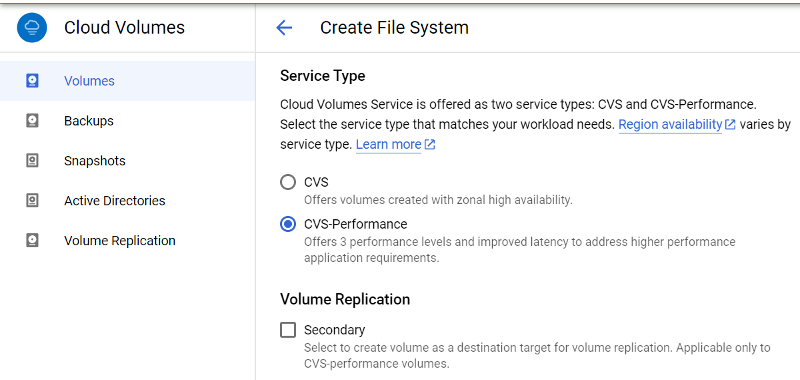 Cloud Volumes
Create File System
Volumes
Backups
Snapshots
Active Directories
Volume Replication
Service Type
Cloud Volumes Service is offered as two service types: CVS and CVS-Performance.
Select the service type that matches your workload needs. Region availability varies by
service type. Learn more
CVS
Offers volumes created with zonal high availability.
CVS-Performance
Offers 3 performance levels and improved latency to address higher performance
application requirements.
Volume Replication
Secondary
Select to create volume as a destination target for volume replication. Applicable only to
CVS-performance volumes.